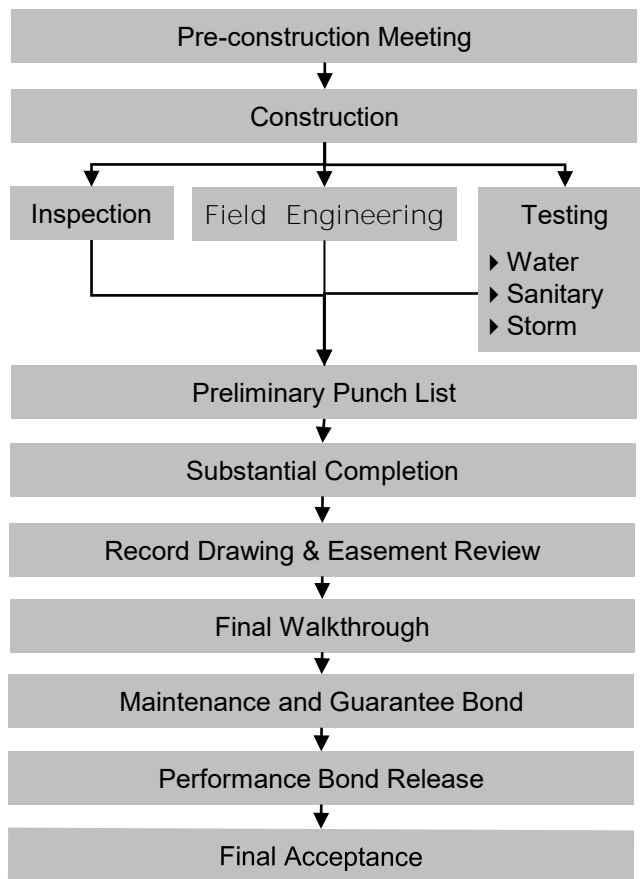 Pre-construction Meeting
Construction
Inspection
Field Engineering
Testing
Water
Sanitary
Storm
Preliminary Punch List
Substantial Completion
Record Drawing & Easement Review
Final Walkthrough
Maintenance and Guarantee Bond
Performance Bond Release
Final Acceptance